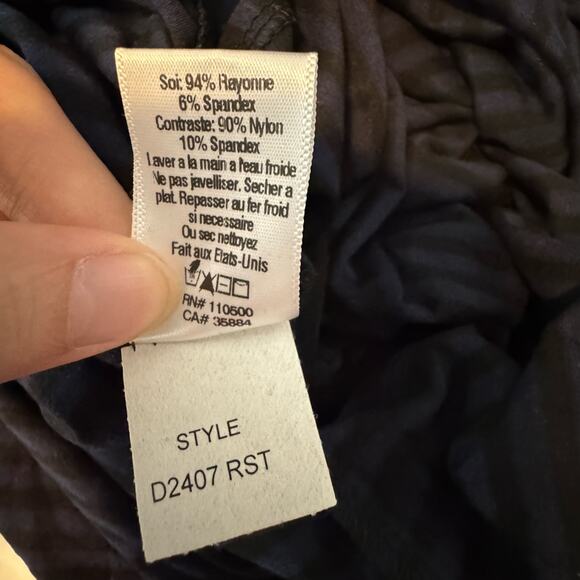 Soi: 94% Rayonne
6% Spandex
Contraste: 90% Nylon
10% Spandex
Laver a la main a l'eau froide
Ne pas javelliser. Secher a
plat. Repasser au fer froid
si necessaire
Ou sec nettoyez
Fait aux Etats-Unis
RN# 110500
CA# 35884
STYLE
D2407 RST